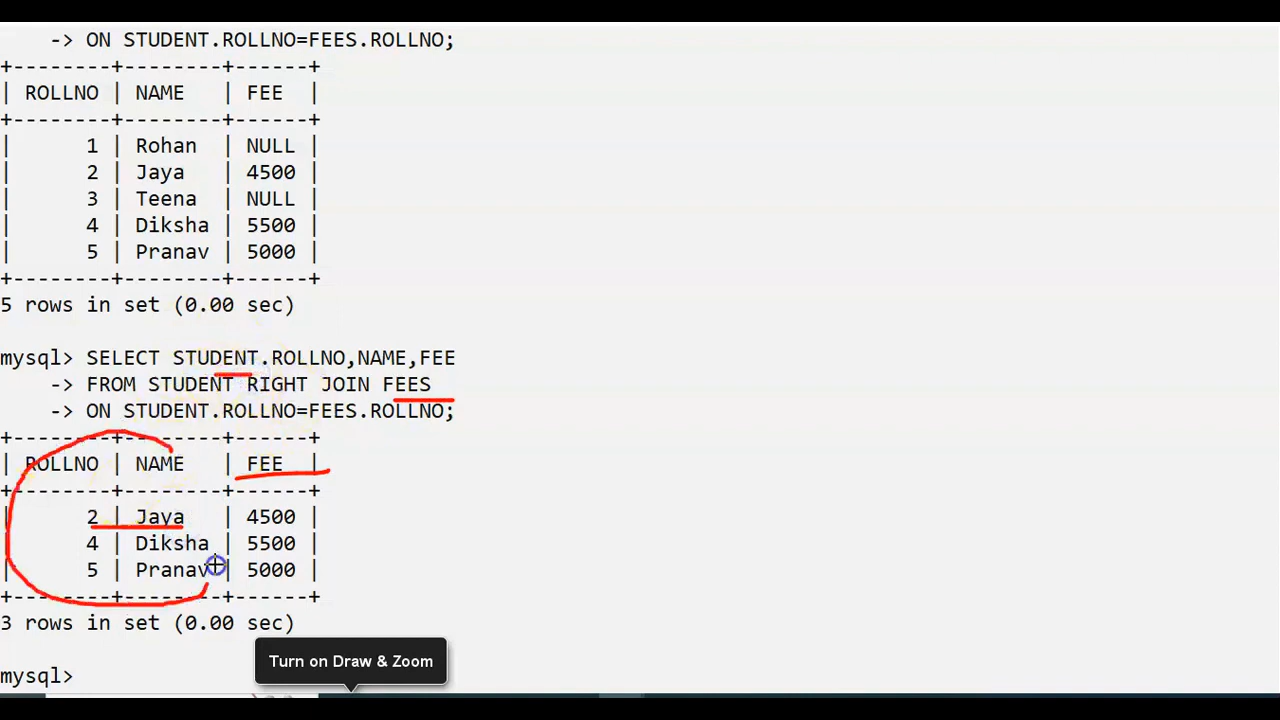 -> ON STUDENT.ROLLNO=FEES.ROLLNO;
+--------+--------+------+
| ROLLNO | NAME   | FEE  |
+--------+--------+------+
|      1 | Rohan  | NULL |
|      2 | Jaya   | 4500 |
|      3 | Teena  | NULL |
|      4 | Diksha | 5500 |
|      5 | Pranav | 5000 |
+--------+--------+------+
5 rows in set (0.00 sec)
mysql> SELECT STUDENT.ROLLNO,NAME,FEE
-> FROM STUDENT RIGHT JOIN FEES
-> ON STUDENT.ROLLNO=FEES.ROLLNO;
+--------+--------+------+
| ROLLNO | NAME   | FEE  |
+--------+--------+------+
|      2 | Jaya   | 4500 |
|      4 | Diksha | 5500 |
|      5 | Pranav | 5000 |
+--------+--------+------+
3 rows in set (0.00 sec)
Turn on Draw & Zoom
mysql>